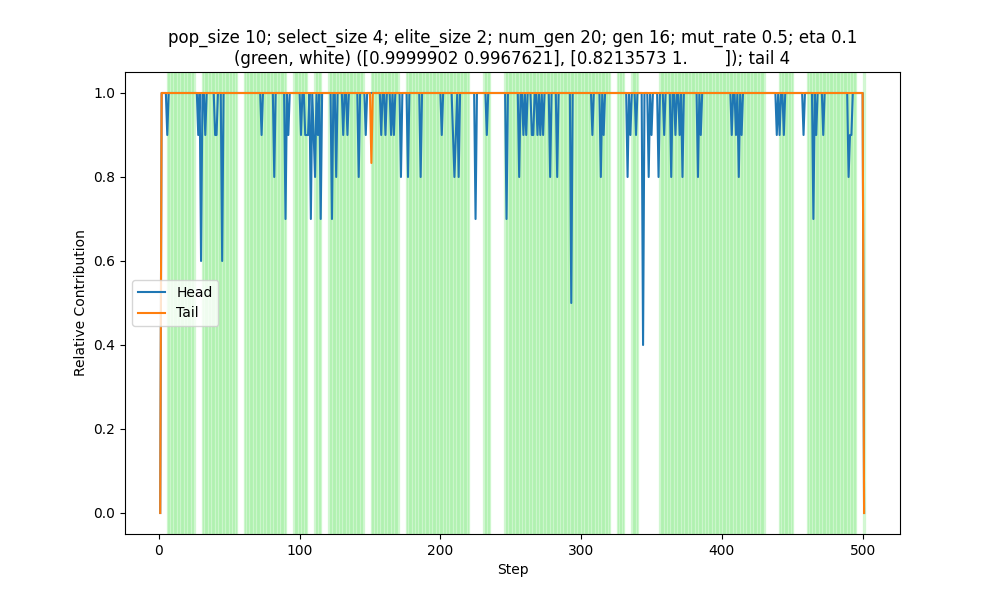 pop_size 10; select_size 4; elite_size 2; num_gen 20; gen 16; mut_rate 0.5; eta 0.1
(green, white) ([0.9999902 0.9967621], [0.8213573 1.       ]); tail 4
1.0
0.8
0.6
0.4
0.2
0.0
Relative Contribution
Head
Tail
0
100
200
300
400
500
Step